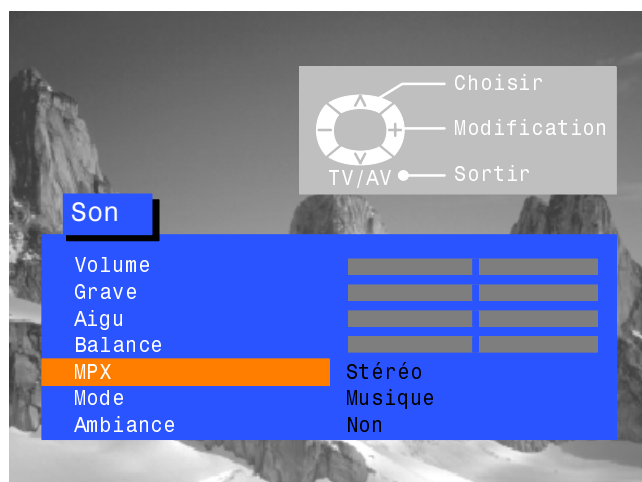 Choisir
Modification
TV/AV Sortir
Son
Volume
Grave
Aigu
Balance
MPX Stéréo
Mode Musique
Ambiance Non